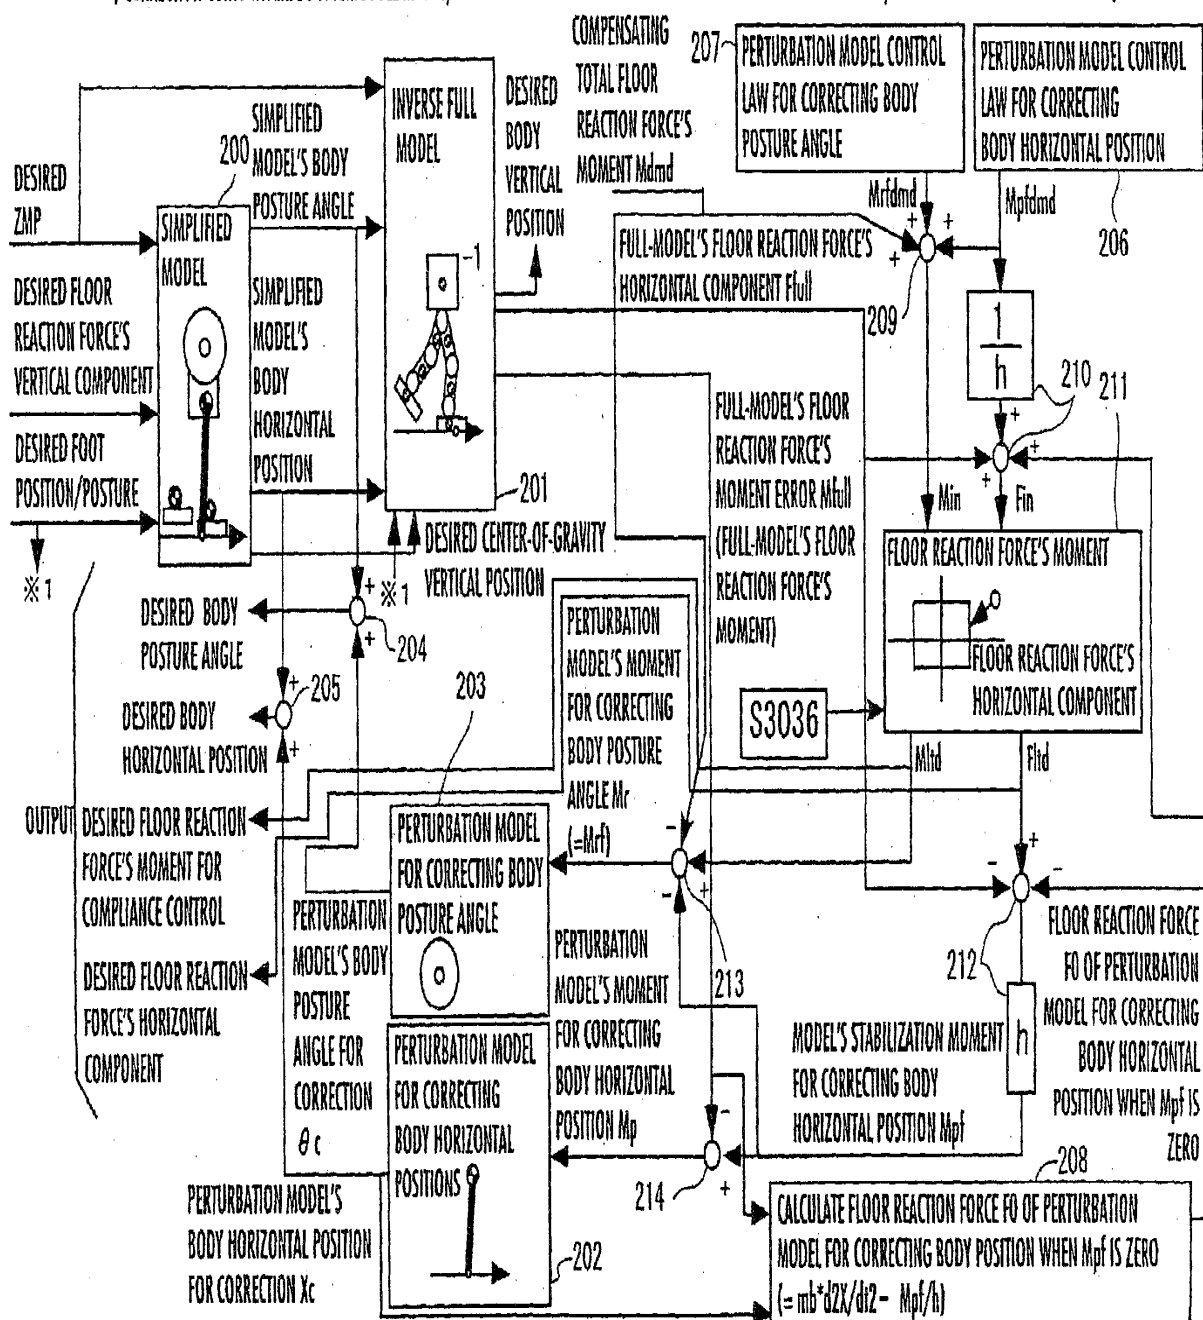 COMPENSATING
TOTAL FLOOR
REACTION FORCE'S
MOMENT Mdmd
207
PERTURBATION MODEL CONTROL
LAW FOR CORRECTING BODY
POSTURE ANGLE
PERTURBATION MODEL CONTROL
LAW FOR CORRECTING
BODY HORIZONTAL POSITION
206
Mrfdmd
Mpfdmd
+
+
+
209
1
h
210
+
+
+
211
DESIRED
ZMP
200
SIMPLIFIED
MODEL
SIMPLIFIED
MODEL'S BODY
POSTURE ANGLE
INVERSE FULL
MODEL
-1
DESIRED
BODY
VERTICAL
POSITION
FULL-MODEL'S FLOOR REACTION FORCE'S
HORIZONTAL COMPONENT Ffull
DESIRED FLOOR
REACTION FORCE'S
VERTICAL COMPONENT
SIMPLIFIED
MODEL'S
BODY
HORIZONTAL
POSITION
DESIRED FOOT
POSITION/POSTURE
※1
201
※1
DESIRED CENTER-OF-GRAVITY
VERTICAL POSITION
FULL-MODEL'S FLOOR
REACTION FORCE'S
MOMENT ERROR Mfull
(FULL-MODEL'S FLOOR
REACTION FORCE'S
MOMENT)
Min
Fin
FLOOR REACTION FORCE'S MOMENT
FLOOR REACTION FORCE'S
HORIZONTAL COMPONENT
S3036
Mltd
Fltd
+
+
204
DESIRED BODY
POSTURE ANGLE
+
+
205
DESIRED BODY
HORIZONTAL POSITION
OUTPUT
DESIRED FLOOR REACTION
FORCE'S MOMENT FOR
COMPLIANCE CONTROL
DESIRED FLOOR REACTION
FORCE'S HORIZONTAL
COMPONENT
203
PERTURBATION MODEL
FOR CORRECTING BODY
POSTURE ANGLE
PERTURBATION
MODEL'S MOMENT
FOR CORRECTING
BODY POSTURE
ANGLE Mr
(=Mrf)
-
+
-
213
PERTURBATION
MODEL'S BODY
POSTURE
ANGLE FOR
CORRECTION
θc
PERTURBATION
MODEL'S MOMENT
FOR CORRECTING
BODY HORIZONTAL
POSITION Mp
PERTURBATION MODEL
FOR CORRECTING
BODY HORIZONTAL
POSITIONS
202
-
+
214
+
-
-
212
h
MODEL'S STABILIZATION MOMENT
FOR CORRECTING BODY
HORIZONTAL POSITION Mpf
FLOOR REACTION FORCE
F0 OF PERTURBATION
MODEL FOR CORRECTING
BODY HORIZONTAL
POSITION WHEN Mpf IS
ZERO
PERTURBATION MODEL'S
BODY HORIZONTAL POSITION
FOR CORRECTION Xc
208
CALCULATE FLOOR REACTION FORCE F0 OF PERTURBATION
MODEL FOR CORRECTING BODY POSITION WHEN Mpf IS ZERO
(= mb*d2X/dt2 - Mpf/h)